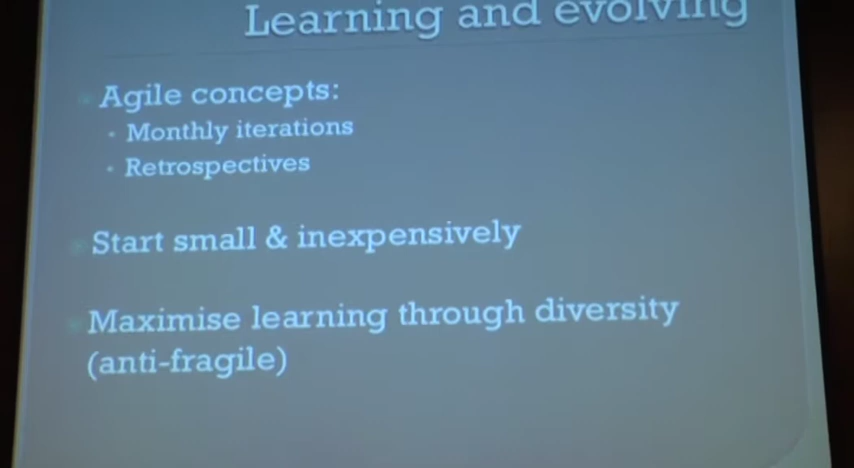 Learning and evolving
Agile concepts:
Monthly iterations
Retrospectives
Start small & inexpensively
Maximise learning through diversity
(anti-fragile)